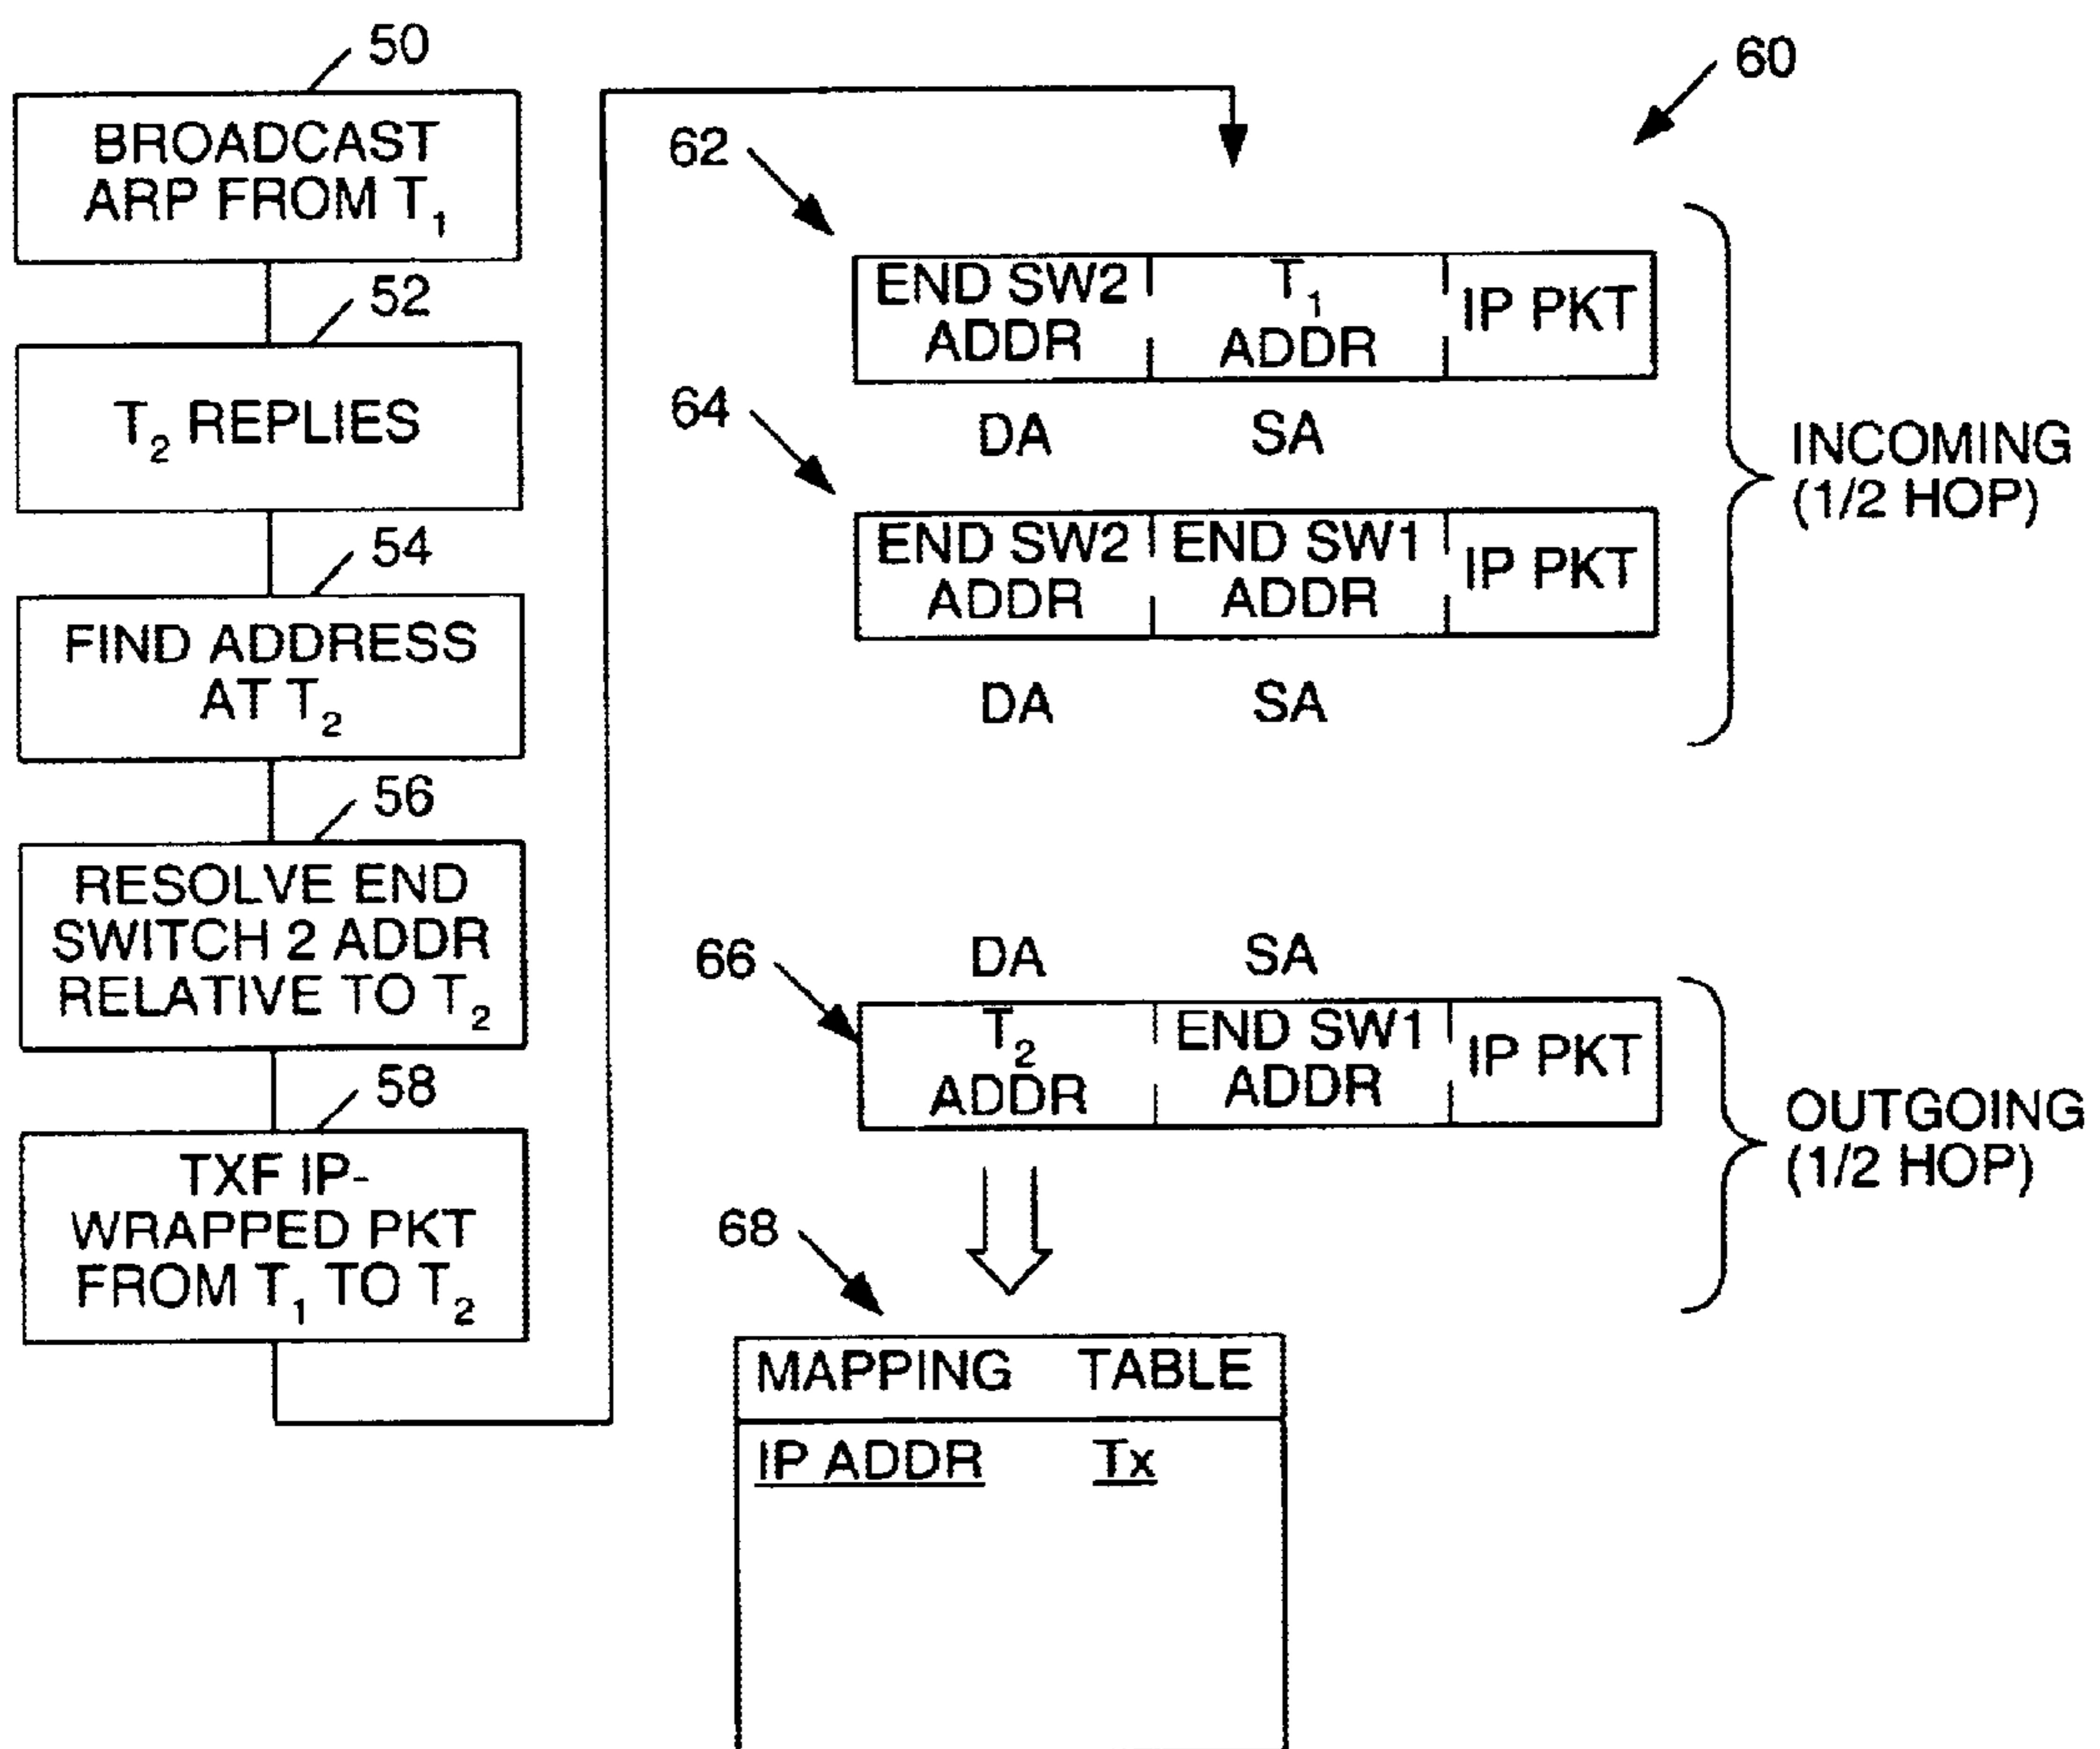 50
BROADCAST
ARP FROM T1
52
T2 REPLIES
54
FIND ADDRESS
AT T2
56
RESOLVE END
SWITCH 2 ADDR
RELATIVE TO T2
58
TXF IP-
WRAPPED PKT
FROM T1 TO T2
60
62
END SW2 T1 IP PKT
ADDR ADDR
DA SA
64
END SW2 END SW1 IP PKT
ADDR ADDR
DA SA
INCOMING
(1/2 HOP)
66
DA SA
T2 END SW1 IP PKT
ADDR ADDR
OUTGOING
(1/2 HOP)
68
MAPPING TABLE
IP ADDR Tx